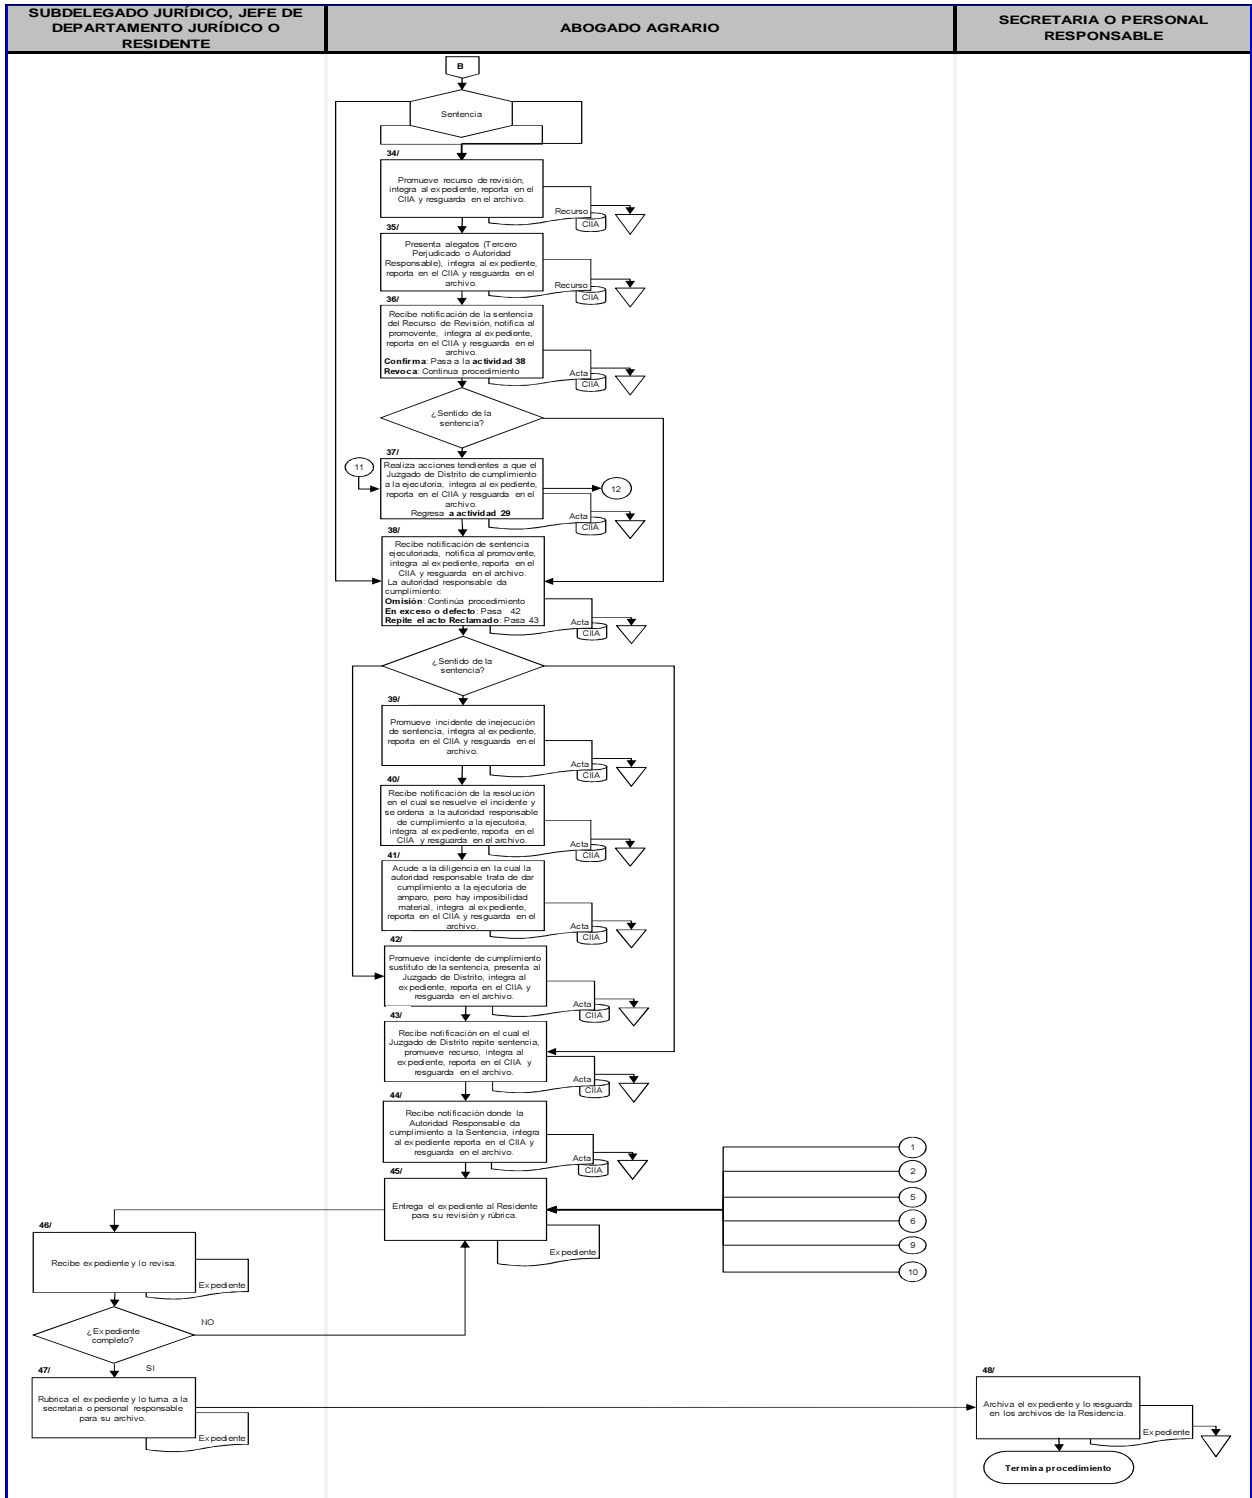 SUBDELEGADO JURÍDICO, JEFE DE
DEPARTAMENTO JURÍDICO O
RESIDENTE
ABOGADO AGRARIO
SECRETARIA O PERSONAL
RESPONSABLE
B
Sentencia
34/
Promueve recurso de revisión,
integra al expediente, reporta en el
CIIA y resguarda en el archivo.
Recurso
CIIA
35/
Presenta alegatos (Tercero
Perjudicado o Autoridad
Responsable), integra al expediente,
reporta en el CIIA y resguarda en el
archivo.
Recurso
CIIA
36/
Recibe notificación de la sentencia
del Recurso de Revisión, notifica al
promovente, integra al expediente,
reporta en el CIIA y resguarda en el
archivo.
Confirma: Pasa a la actividad 38
Revoca: Continua procedimiento
Acta
CIIA
¿Sentido de la
sentencia?
37/
11
Realiza acciones tendientes a que el
Juzgado de Distrito de cumplimiento
a la ejecutoria, integra al expediente,
reporta en el CIIA y resguarda en el
archivo.
Regresa a actividad 29
12
Acta
CIIA
38/
Recibe notificación de sentencia
ejecutoriada, notifica al promovente,
integra al expediente, reporta en el
CIIA y resguarda en el archivo.
La autoridad responsable da
cumplimiento:
Omisión: Continúa procedimiento
En exceso o defecto: Pasa 42
Repite el acto Reclamado: Pasa 43
Acta
CIIA
¿Sentido de la
sentencia?
39/
Promueve incidente de inejecución
de sentencia, integra al expediente,
reporta en el CIIA y resguarda en el
archivo.
Acta
CIIA
40/
Recibe notificación de la resolución
en el cual se resuelve el incidente y
se ordena a la autoridad responsable
de cumplimiento a la ejecutoria,
integra al expediente, reporta en el
CIIA y resguarda en el archivo.
Acta
CIIA
41/
Acude a la diligencia en la cual la
autoridad responsable trata de dar
cumplimiento a la ejecutoria de
amparo, pero hay imposibilidad
material, integra al expediente,
reporta en el CIIA y resguarda en el
archivo.
Acta
CIIA
42/
Promueve incidente de cumplimiento
sustituto de la sentencia, presenta al
Juzgado de Distrito, integra al
expediente, reporta en el CIIA y
resguarda en el archivo.
Acta
CIIA
43/
Recibe notificación en el cual el
Juzgado de Distrito repite sentencia,
promueve recurso, integra al
expediente, reporta en el CIIA y
resguarda en el archivo.
Acta
CIIA
44/
Recibe notificación donde la
Autoridad Responsable da
cumplimiento a la Sentencia, integra
al expediente reporta en el CIIA y
resguarda en el archivo.
Acta
CIIA
1
2
5
6
9
10
45/
Entrega el expediente al Residente
para su revisión y rúbrica.
Expediente
46/
Recibe expediente y lo revisa.
Expediente
¿Expediente
completo?
NO
SI
47/
Rubrica el expediente y lo turna a la
secretaria o personal responsable
para su archivo.
Expediente
48/
Archiva el expediente y lo resguarda
en los archivos de la Residencia.
Expediente
Termina procedimiento